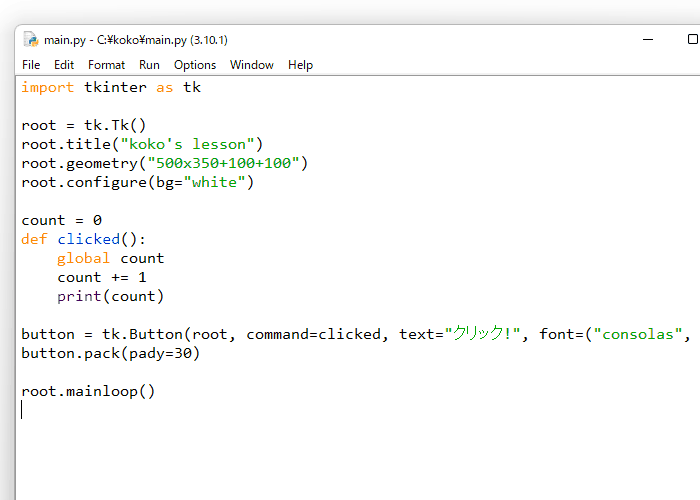 main.py - C:¥koko¥main.py (3.10.1)
File Edit Format Run Options Window Help
import tkinter as tk
root = tk.Tk()
root.title("koko's lesson")
root.geometry("500x350+100+100")
root.configure(bg="white")
count = 0
def clicked():
    global count
    count += 1
    print(count)
button = tk.Button(root, command=clicked, text="クリック!", font=("consolas",
button.pack(pady=30)
root.mainloop()